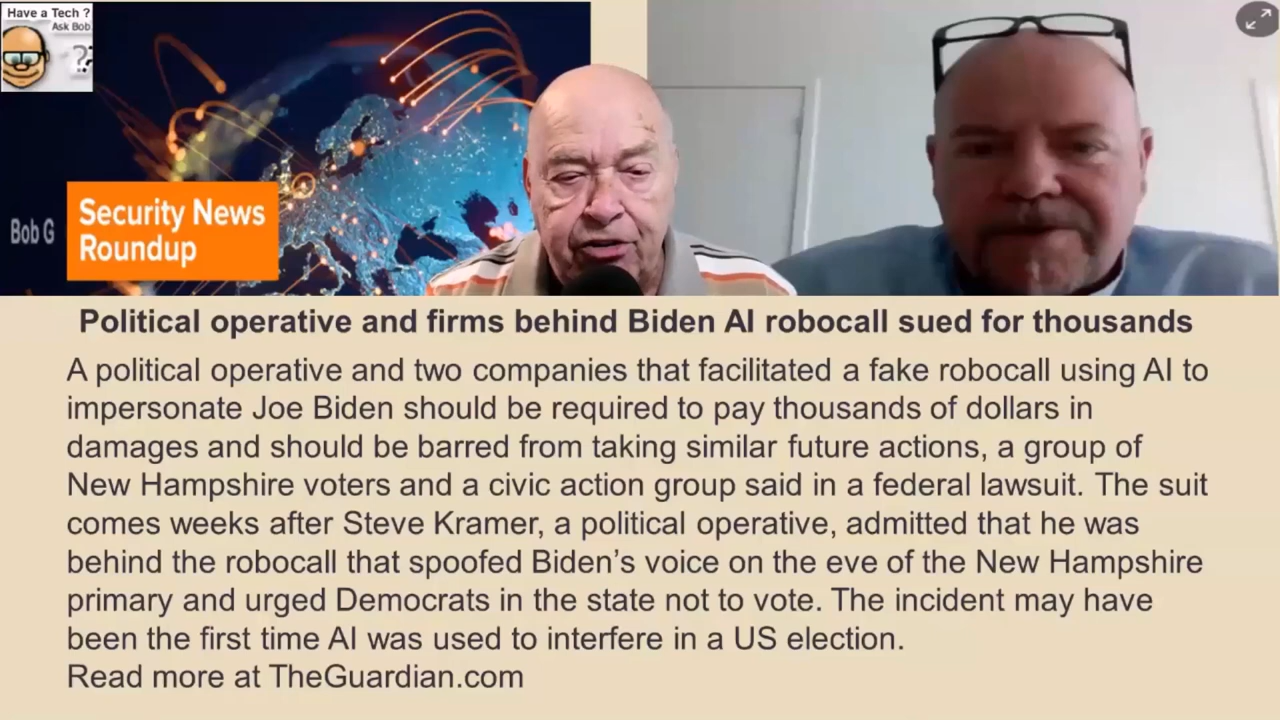 Have a Tech ?
Ask Bob
??
Bob G
Security News
Roundup
Political operative and firms behind Biden AI robocall sued for thousands
A political operative and two companies that facilitated a fake robocall using AI to
impersonate Joe Biden should be required to pay thousands of dollars in
damages and should be barred from taking similar future actions, a group of
New Hampshire voters and a civic action group said in a federal lawsuit. The suit
comes weeks after Steve Kramer, a political operative, admitted that he was
behind the robocall that spoofed Biden’s voice on the eve of the New Hampshire
primary and urged Democrats in the state not to vote. The incident may have
been the first time AI was used to interfere in a US election.
Read more at TheGuardian.com